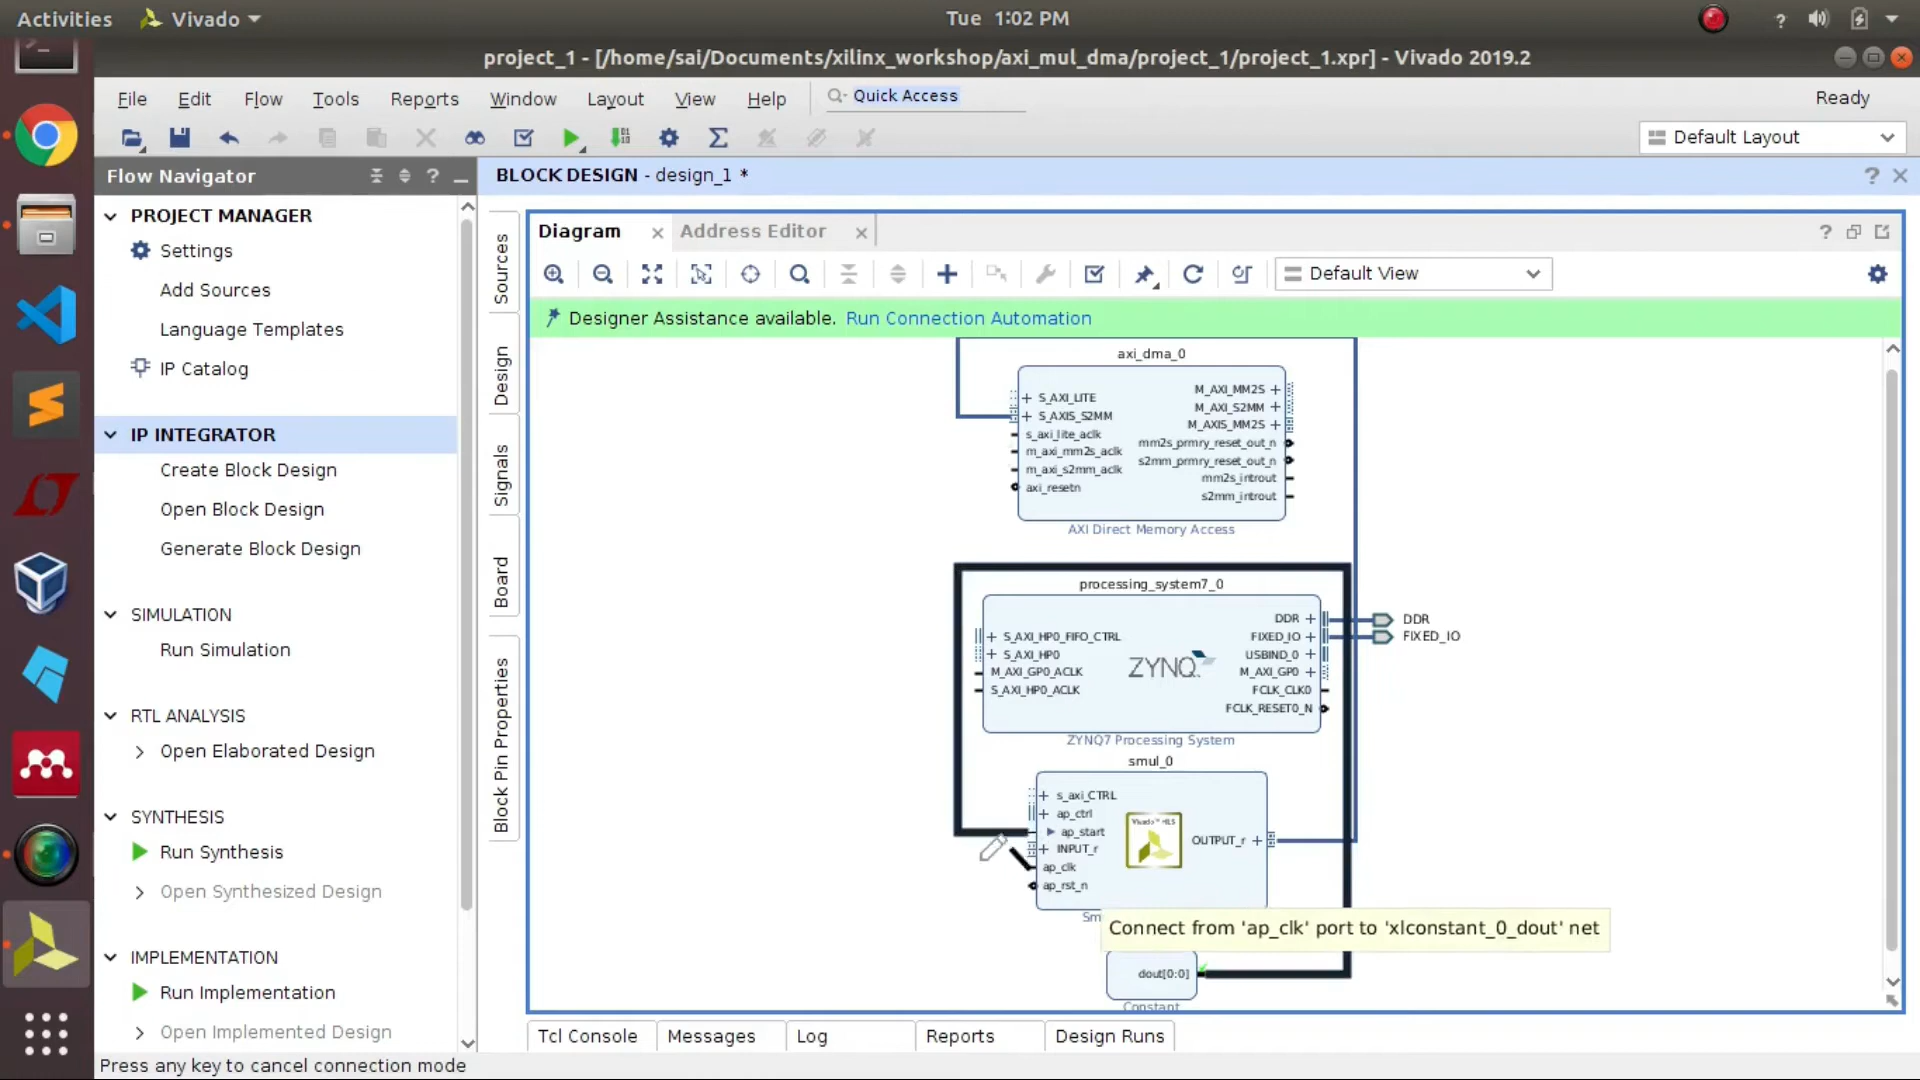 Activities
Vivado
Tue 1:02 PM
?
project_1 - [/home/sai/Documents/xilinx_workshop/axi_mul_dma/project_1/project_1.xpr] - Vivado 2019.2
File Edit Flow Tools Reports Window Layout View Help
Quick Access
Ready
Default Layout
Flow Navigator
?
PROJECT MANAGER
Settings
Add Sources
Language Templates
IP Catalog
IP INTEGRATOR
Create Block Design
Open Block Design
Generate Block Design
SIMULATION
Run Simulation
RTL ANALYSIS
Open Elaborated Design
SYNTHESIS
Run Synthesis
Open Synthesized Design
IMPLEMENTATION
Run Implementation
Open Implemented Design
BLOCK DESIGN - design_1 *
?
Sources
Design
Signals
Board
Block Pin Properties
Diagram
Address Editor
?
Default View
Designer Assistance available. Run Connection Automation
axi_dma_0
S_AXI_LITE
S_AXIS_S2MM
s_axi_lite_aclk
m_axi_mm2s_aclk
m_axi_s2mm_aclk
axi_resetn
M_AXI_MM2S
M_AXI_S2MM
M_AXIS_MM2S
mm2s_prmry_reset_out_n
s2mm_prmry_reset_out_n
mm2s_introut
s2mm_introut
AXI Direct Memory Access
processing_system7_0
S_AXI_HP0_FIFO_CTRL
S_AXI_HP0
M_AXI_GP0_ACLK
S_AXI_HP0_ACLK
ZYNQ
DDR
FIXED_IO
USBIND_0
M_AXI_GP0
FCLK_CLK0
FCLK_RESET0_N
DDR
FIXED_IO
ZYNQ7 Processing System
smul_0
s_axi_CTRL
ap_ctrl
ap_start
INPUT_r
ap_clk
ap_rst_n
Vivado™ HLS
OUTPUT_r
Sm
Connect from 'ap_clk' port to 'xlconstant_0_dout' net
dout[0:0]
Constant
Tcl Console
Messages
Log
Reports
Design Runs
Press any key to cancel connection mode